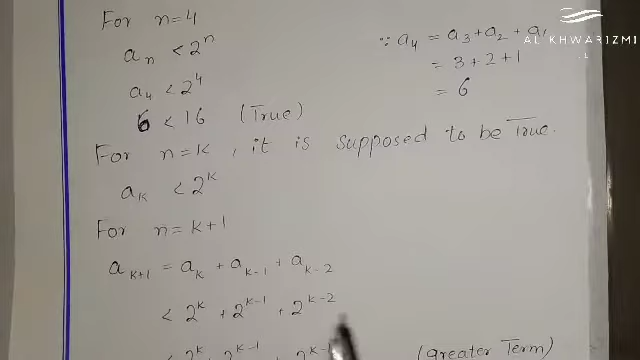 For n=4
aₙ < 2ⁿ
a₄ < 2⁴
6 < 16 (True)
∵ a₄ = a₃+a₂+a₁
= 3+2+1
= 6
AL KHWARIZMI
For n=K, it is supposed to be True.
aₖ < 2ᵏ
For n=k+1
aₖ₊₁ = aₖ + aₖ₋₁ + aₖ₋₂
< 2ᵏ + 2ᵏ⁻¹ + 2ᵏ⁻²
(greater Term)